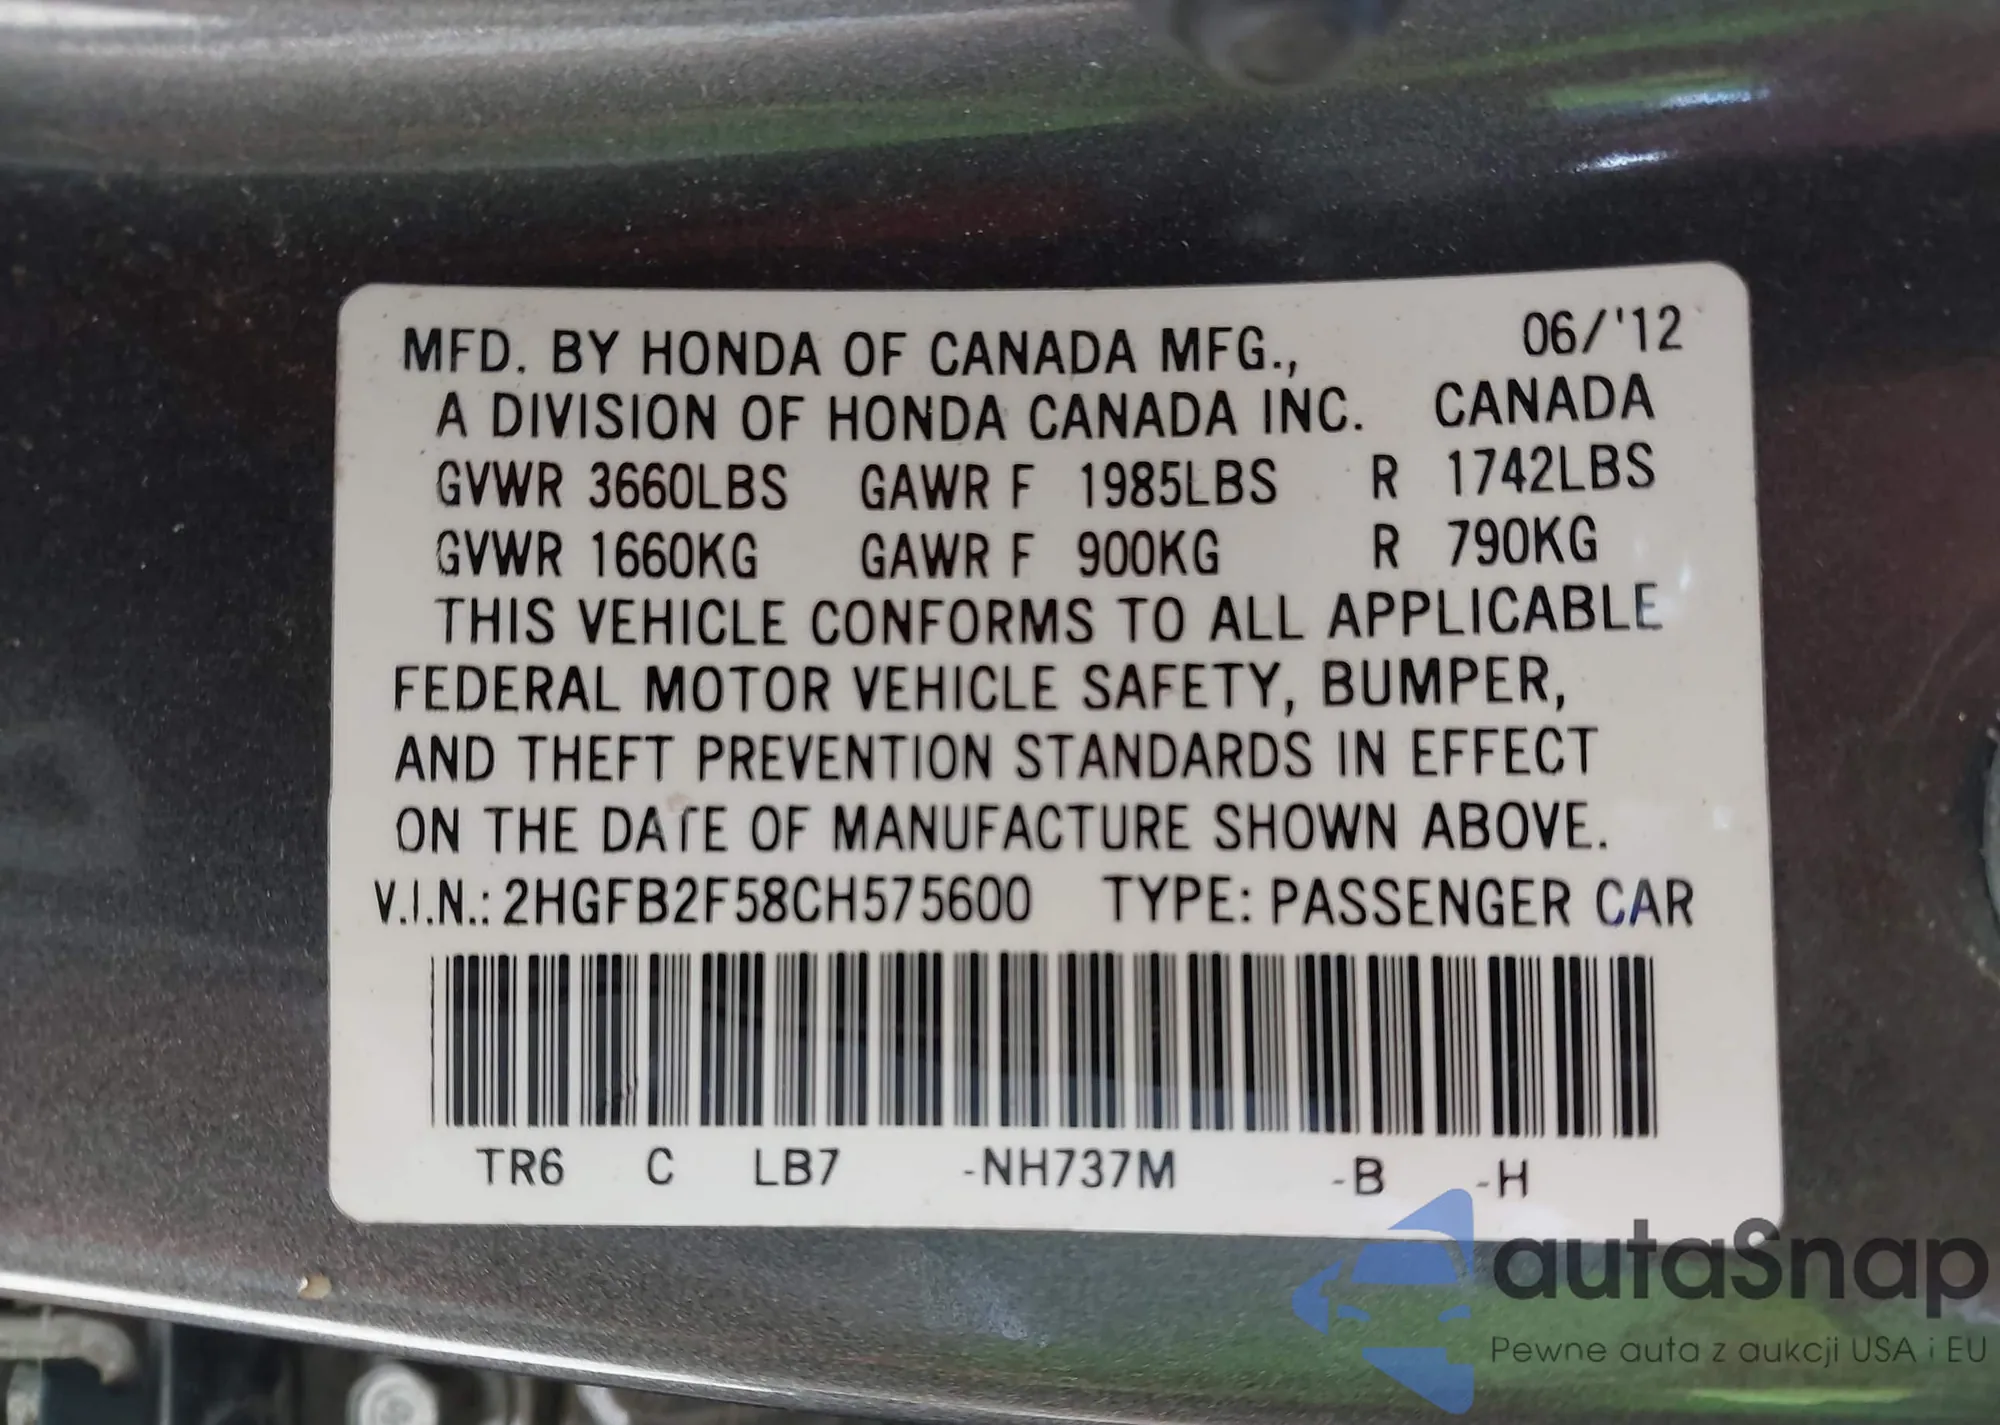 06/'12
MFD. BY HONDA OF CANADA MFG.,
A DIVISION OF HONDA CANADA INC. CANADA
GVWR 3660LBS GAWR F 1985LBS R 1742LBS
GVWR 1660KG GAWR F 900KG R 790KG
THIS VEHICLE CONFORMS TO ALL APPLICABLE
FEDERAL MOTOR VEHICLE SAFETY, BUMPER,
AND THEFT PREVENTION STANDARDS IN EFFECT
ON THE DATE OF MANUFACTURE SHOWN ABOVE.
V.I.N.: 2HGFB2F58CH575600 TYPE: PASSENGER CAR
TR6 C LB7 -NH737M -B -H
autaSnap
Pewne auta z aukcji USA i EU